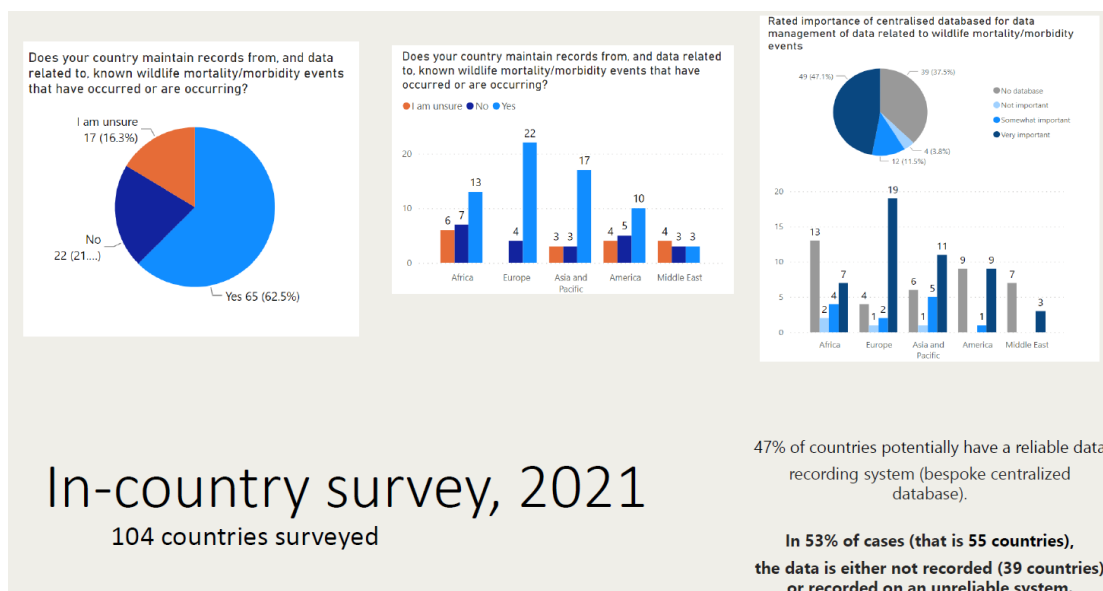 Does your country maintain records from, and data
related to, known wildlife mortality/morbidity events
that have occurred or are occurring?
I am unsure
17 (16.3%)
No
22 (21....)
Yes 65 (62.5%)
Does your country maintain records from, and data related
to, known wildlife mortality/morbidity events that have
occurred or are occurring?
I am unsure No Yes
20
10
0
6 7 13
4 22
3 3 17
4 5 10
4 3 3
Africa Europe Asia and Pacific America Middle East
Rated importance of centralised databased for data
management of data related to wildlife mortality/morbidity
events
49 (47.1%)
39 (37.5%)
4 (3.8%)
12 (11.5%)
No database
Not important
Somewhat important
Very important
20
15
10
5
0
13 2 4 7
4 1 2 19
6 1 5 11
9 1 9
7 3
Africa Europe Asia and Pacific America Middle East
In-country survey, 2021
104 countries surveyed
47% of countries potentially have a reliable data
recording system (bespoke centralized
database).
In 53% of cases (that is 55 countries),
the data is either not recorded (39 countries)
or recorded on an unreliable system.